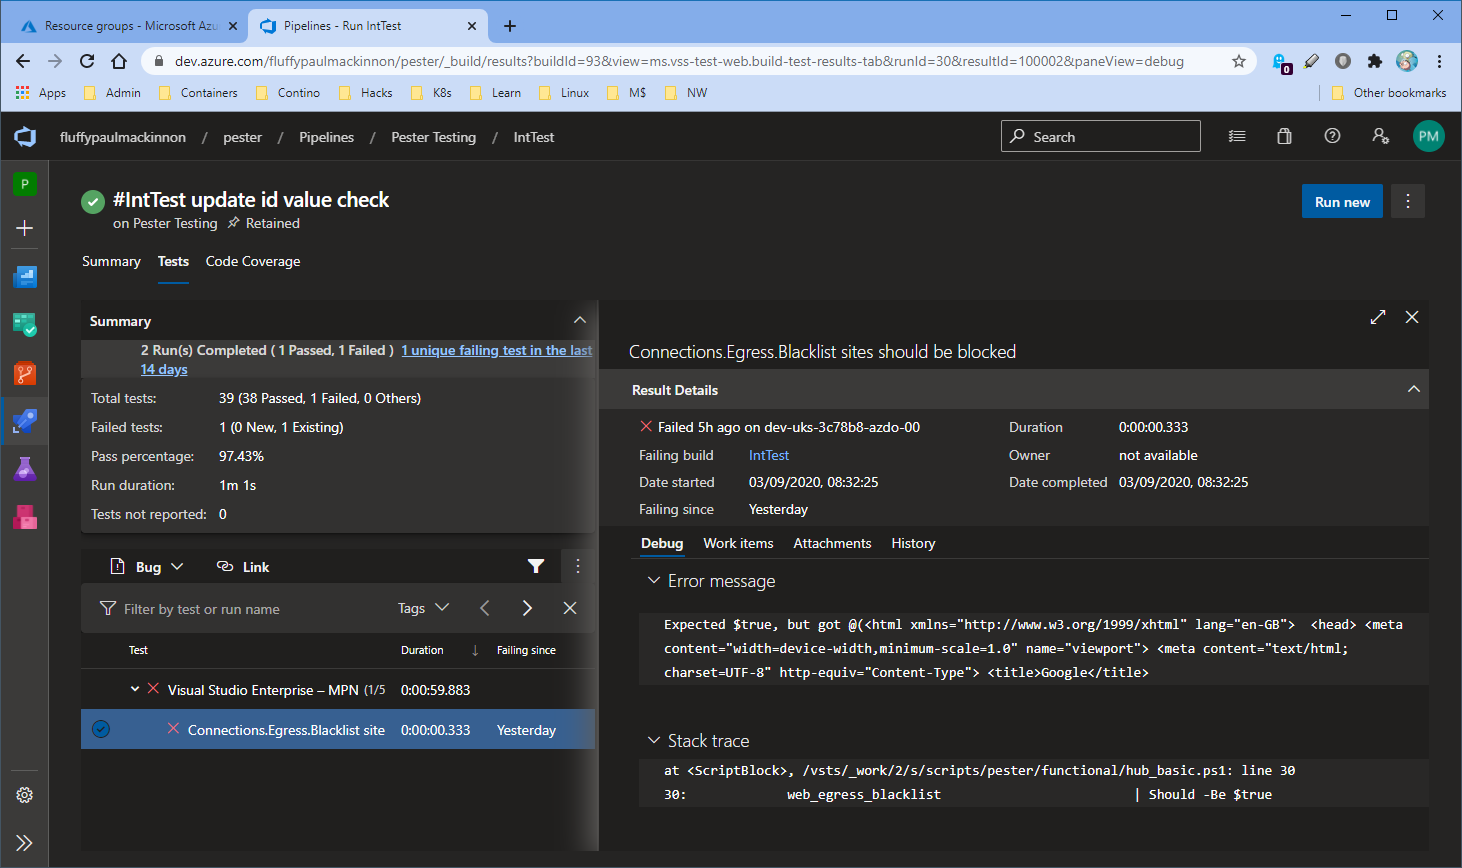 Resource groups - Microsoft Azu
Pipelines - Run IntTest
dev.azure.com/fluffypaulmackinnon/pester/_build/results?buildId=93&view=ms.vss-test-web.build-test-results-tab&runId=30&resultId=100002&paneView=debug
0
Apps Admin Containers Contino Hacks K8s Learn Linux M$ NW Other bookmarks
fluffypaulmackinnon / pester / Pipelines / Pester Testing / IntTest
Search
PM
P
#IntTest update id value check
on Pester Testing Retained
Run new
Summary Tests Code Coverage
Summary
2 Run(s) Completed ( 1 Passed, 1 Failed ) 1 unique failing test in the last
14 days
Total tests: 39 (38 Passed, 1 Failed, 0 Others)
Failed tests: 1 (0 New, 1 Existing)
Pass percentage: 97.43%
Run duration: 1m 1s
Tests not reported: 0
Bug Link
Filter by test or run name Tags
Test Duration Failing since
Visual Studio Enterprise – MPN (1/5 0:00:59.883
Connections.Egress.Blacklist site 0:00:00.333 Yesterday
Connections.Egress.Blacklist sites should be blocked
Result Details
Failed 5h ago on dev-uks-3c78b8-azdo-00 Duration 0:00:00.333
Failing build IntTest Owner not available
Date started 03/09/2020, 08:32:25 Date completed 03/09/2020, 08:32:25
Failing since Yesterday
Debug Work items Attachments History
Error message
Expected $true, but got @(<html xmlns="http://www.w3.org/1999/xhtml" lang="en-GB"> <head> <meta
content="width=device-width,minimum-scale=1.0" name="viewport"> <meta content="text/html;
charset=UTF-8" http-equiv="Content-Type"> <title>Google</title>
Stack trace
at <ScriptBlock>, /vsts/_work/2/s/scripts/pester/functional/hub_basic.ps1: line 30
30: web_egress_blacklist | Should -Be $true